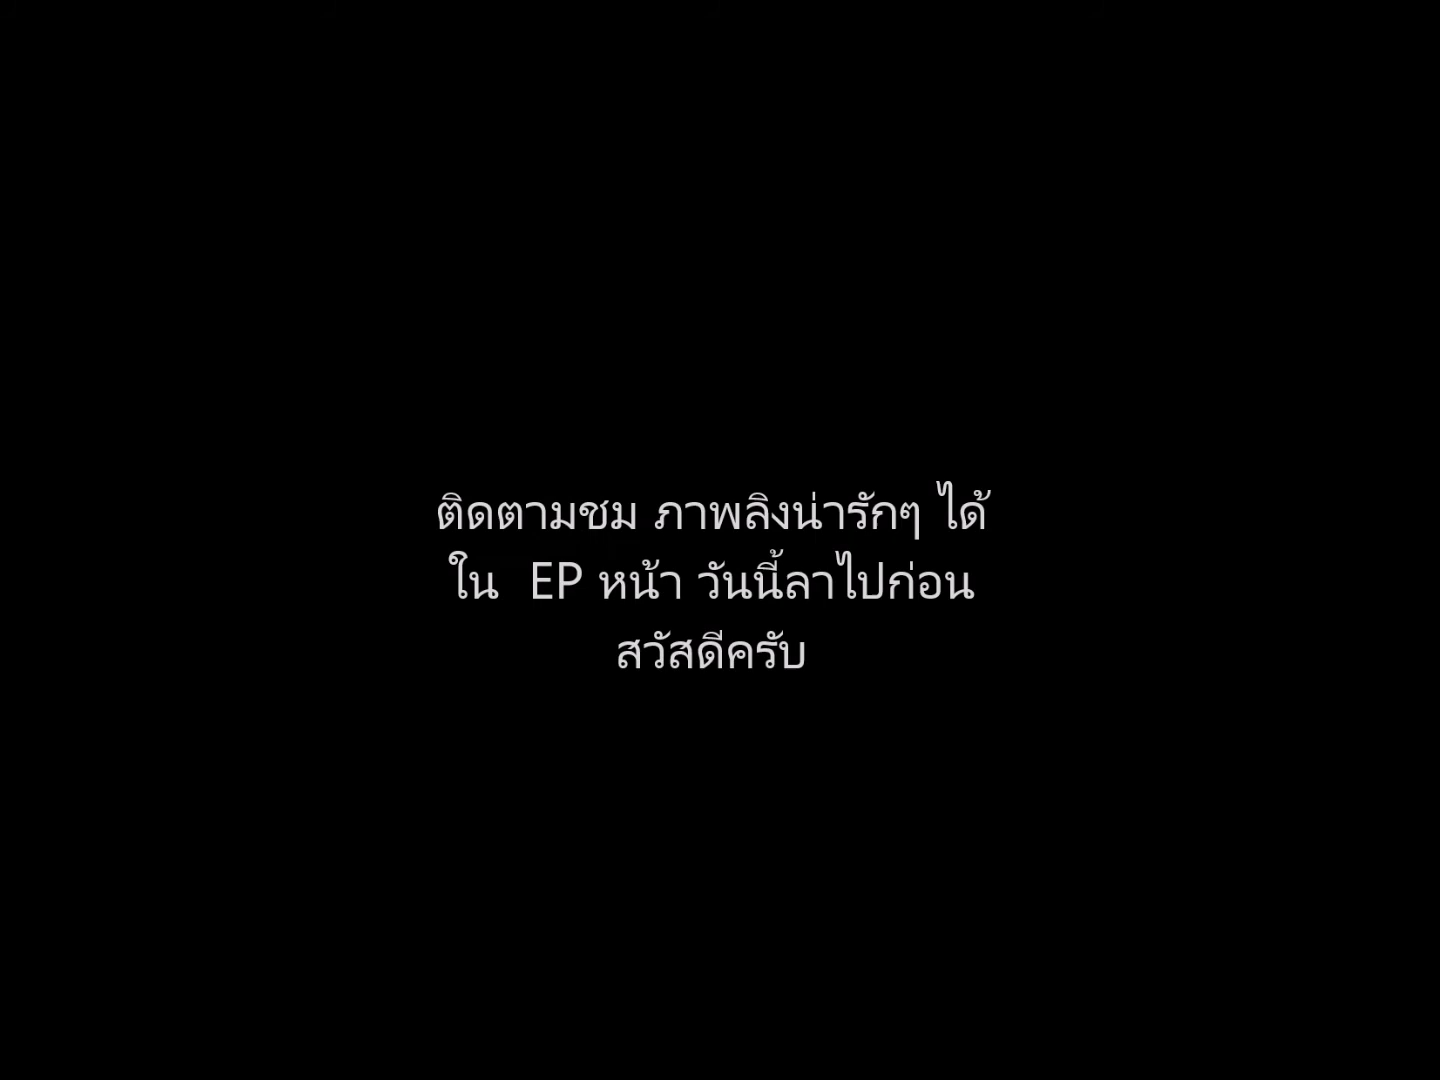 ติดตามชม ภาพลิงน่ารักๆ ได้
ใน  EP หน้า วันนี้ลาไปก่อน
สวัสดีครับ